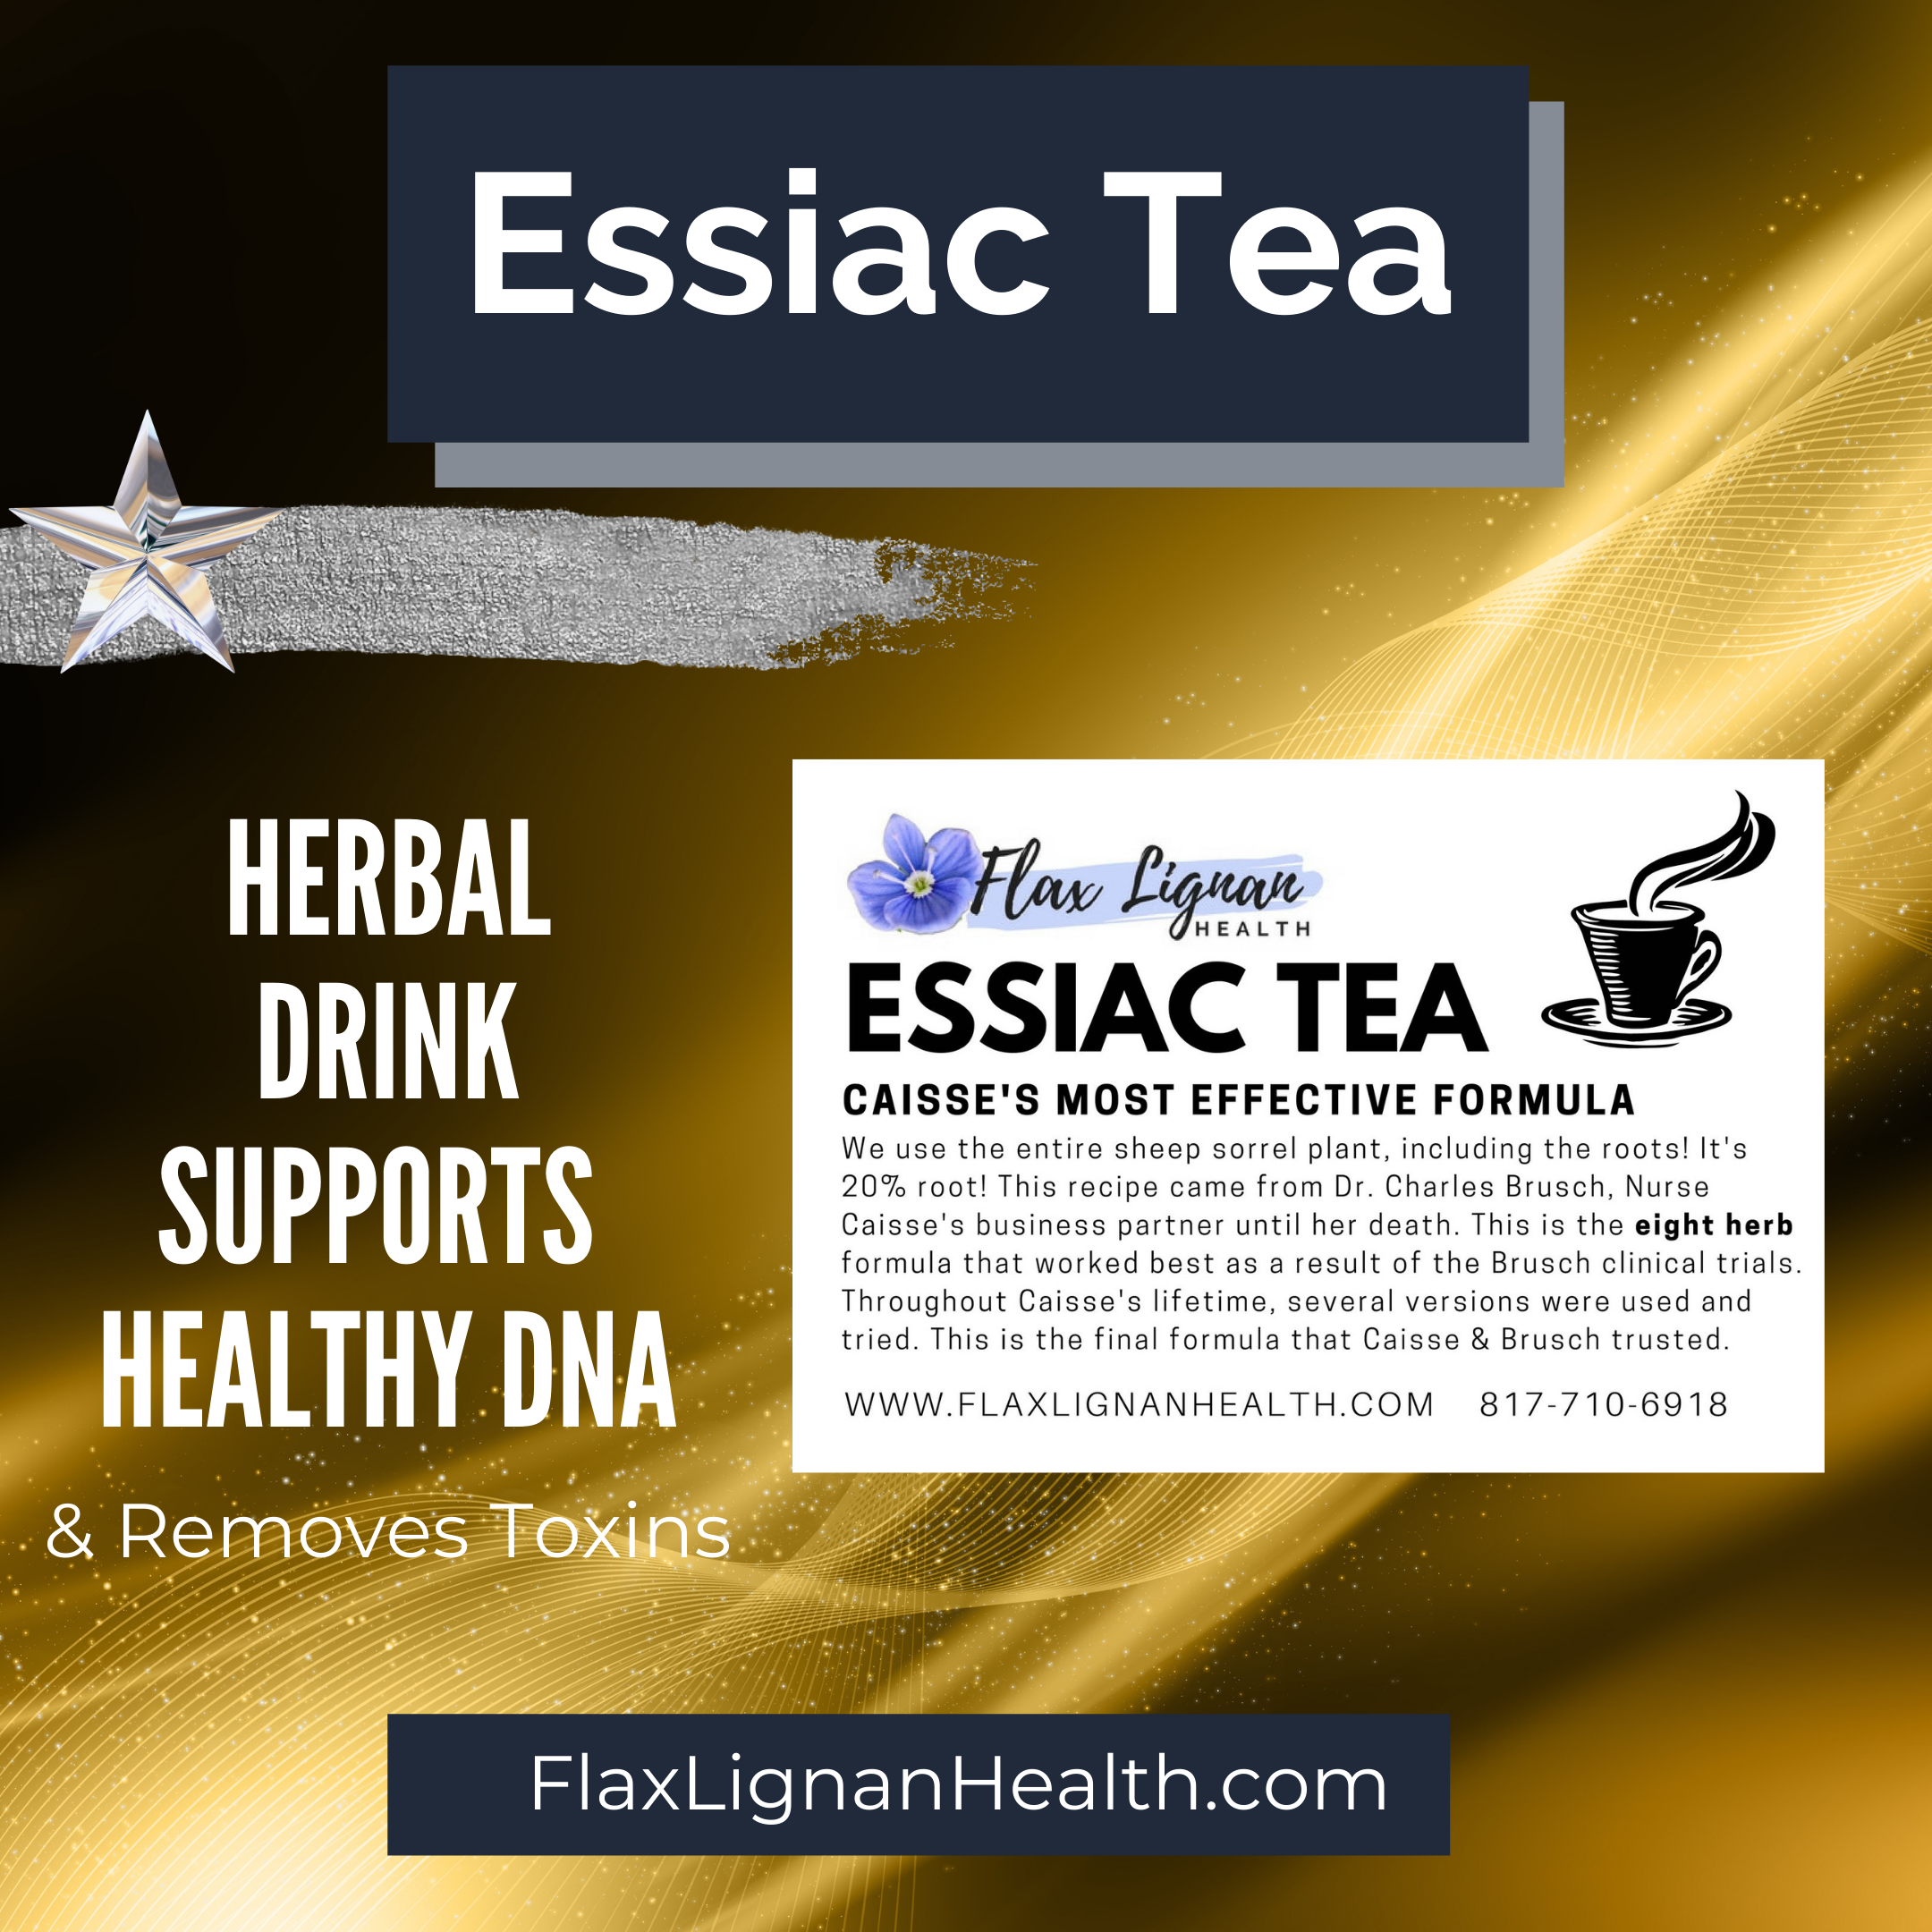 Essiac Tea
HERBAL
DRINK
SUPPORTS
HEALTHY DNA
& Removes Toxins
Flax Lignan
HEALTH
ESSIAC TEA
CAISSE'S MOST EFFECTIVE FORMULA
We use the entire sheep sorrel plant, including the roots! It's
20% root! This recipe came from Dr. Charles Brusch, Nurse
Caisse's business partner until her death. This is the eight herb
formula that worked best as a result of the Brusch clinical trials.
Throughout Caisse's lifetime, several versions were used and
tried. This is the final formula that Caisse & Brusch trusted.
WWW.FLAXLIGNANHEALTH.COM 817-710-6918
FlaxLignanHealth.com